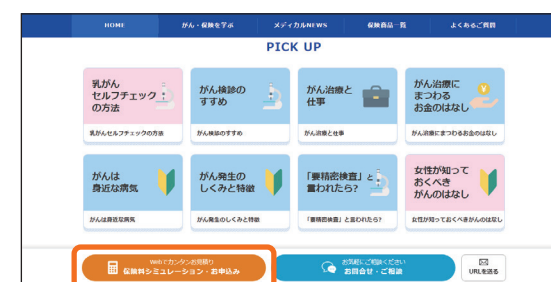 HOME がん・保険を学ぶ メディカルNEWS 保険商品一覧 よくあるご質問
PICK UP
乳がん
セルフチェック
の方法
乳がんセルフチェックの方法
がん検診の
すすめ
がん検診のすすめ
がん治療と
仕事
がん治療と仕事
がん治療に
まつわる
お金のはなし
がん治療にまつわるお金のはなし
がんは
身近な病気
がんは身近な病気
がん発生の
しくみと特徴
がん発生のしくみと特徴
「要精密検査」と
言われたら?
「要精密検査」と言われたら?
女性が知って
おくべき
がんのはなし
女性が知っておくべきがんのはなし
Webでカンタンお見積り
保険料シミュレーション・お申込み
お気軽にご相談ください
お問合せ・ご相談
URLを送る